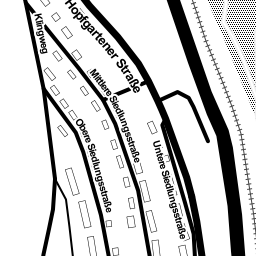 Hopfgartener Straße
Klingweg
Mittlere Siedlungsstraße
Obere Siedlungsstraße
Untere Siedlungsstraße